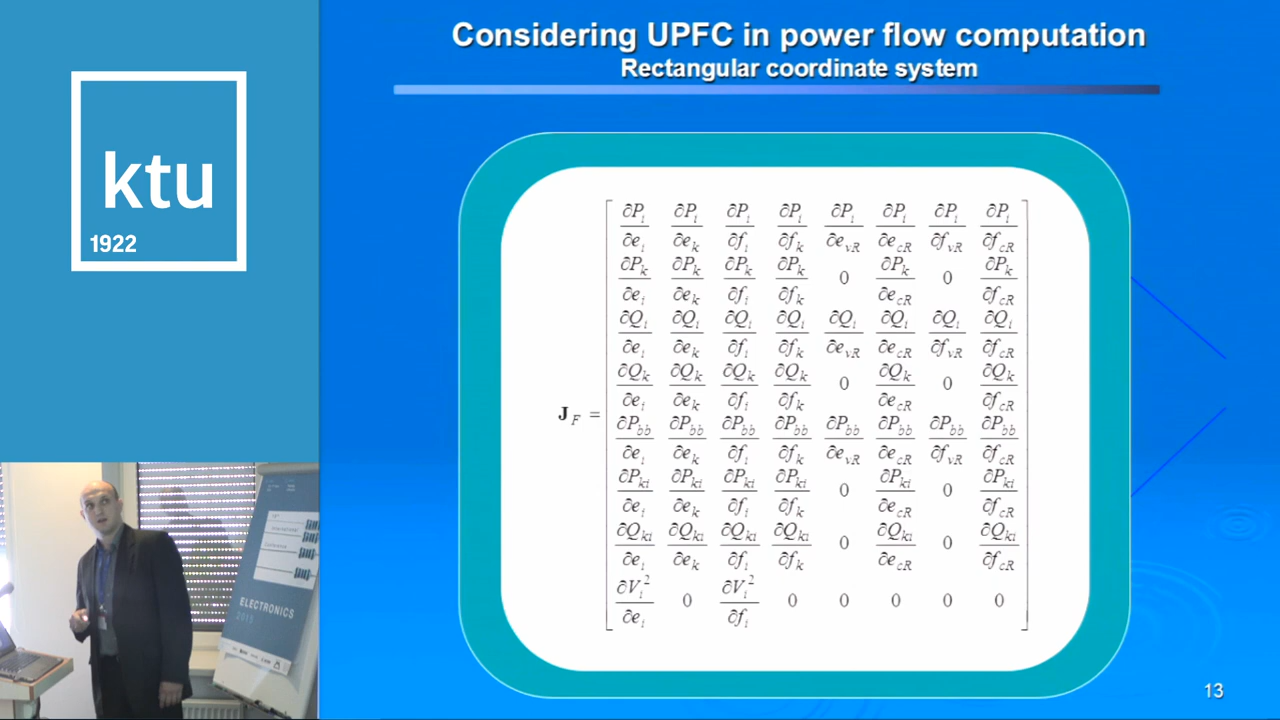 Considering UPFC in power flow computation
Rectangular coordinate system
ktu
1922
J_F =
∂P_i/∂e_i ∂P_i/∂e_k ∂P_i/∂f_i ∂P_i/∂f_k ∂P_i/∂e_vR ∂P_i/∂e_cR ∂P_i/∂f_vR ∂P_i/∂f_cR
∂P_k/∂e_i ∂P_k/∂e_k ∂P_k/∂f_i ∂P_k/∂f_k 0 ∂P_k/∂e_cR 0 ∂P_k/∂f_cR
∂Q_i/∂e_i ∂Q_i/∂e_k ∂Q_i/∂f_i ∂Q_i/∂f_k ∂Q_i/∂e_vR ∂Q_i/∂e_cR ∂Q_i/∂f_vR ∂Q_i/∂f_cR
∂Q_k/∂e_i ∂Q_k/∂e_k ∂Q_k/∂f_i ∂Q_k/∂f_k 0 ∂Q_k/∂e_cR 0 ∂Q_k/∂f_cR
∂P_bb/∂e_i ∂P_bb/∂e_k ∂P_bb/∂f_i ∂P_bb/∂f_k ∂P_bb/∂e_vR ∂P_bb/∂e_cR ∂P_bb/∂f_vR ∂P_bb/∂f_cR
∂P_ki/∂e_i ∂P_ki/∂e_k ∂P_ki/∂f_i ∂P_ki/∂f_k 0 ∂P_ki/∂e_cR 0 ∂P_ki/∂f_cR
∂Q_ki/∂e_i ∂Q_ki/∂e_k ∂Q_ki/∂f_i ∂Q_ki/∂f_k 0 ∂Q_ki/∂e_cR 0 ∂Q_ki/∂f_cR
∂V_i^2/∂e_i 0 ∂V_i^2/∂f_i 0 0 0 0 0
ELECTRONICS
2013
13